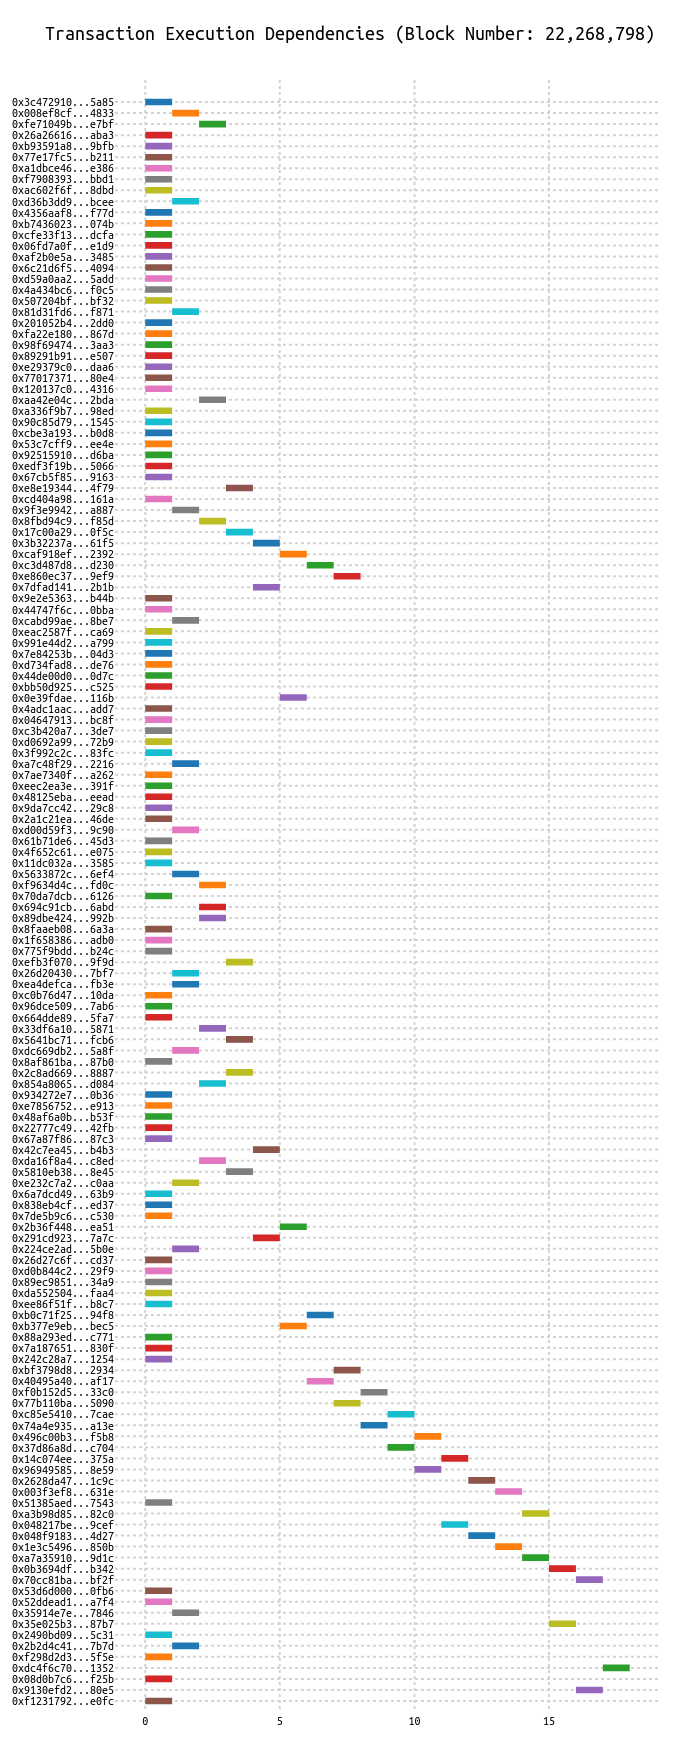 Transaction Execution Dependencies (Block Number: 22,268,798)
0x3c472910...5a85
0x008ef8cf...4833
0xfe71049b...e7bf
0x26a26616...aba3
0xb93591a8...9bfb
0x77e17fc5...b211
0xa1dbce46...e386
0xf7908393...bbd1
0xac602f6f...8dbd
0xd36b3dd9...bcee
0x4356aaf8...f77d
0xb7436023...074b
0xcfe33f13...dcfa
0x06fd7a0f...e1d9
0xaf2b0e5a...3485
0x6c21d6f5...4094
0xd59a0aa2...5add
0x4a434bc6...f0c5
0x507204bf...bf32
0x81d31fd6...f871
0x201052b4...2dd0
0xfa22e180...867d
0x98f69474...3aa3
0x89291b91...e507
0xe29379c0...daa6
0x77017371...80e4
0x120137c0...4316
0xaa42e04c...2bda
0xa336f9b7...98ed
0x90c85d79...1545
0xcbe3a193...b0d8
0x53c7cff9...ee4e
0x92515910...d6ba
0xedf3f19b...5066
0x67cb5f85...9163
0xe8e19344...4f79
0xcd404a98...161a
0x9f3e9942...a887
0x8fbd94c9...f85d
0x17c00a29...0f5c
0x3b32237a...61f5
0xcaf918ef...2392
0xc3d487d8...d230
0xe860ec37...9ef9
0x7dfad141...2b1b
0x9e2e5363...b44b
0x44747f6c...0bba
0xcabd99ae...8be7
0xeac2587f...ca69
0x991e44d2...a799
0x7e84253b...04d3
0xd734fad8...de76
0x44de00d0...0d7c
0xbb50d925...c525
0x0e39fdae...116b
0x4adc1aac...add7
0x04647913...bc8f
0xc3b420a7...3de7
0xd0692a99...72b9
0x3f992c2c...83fc
0xa7c48f29...2216
0x7ae7340f...a262
0xeec2ea3e...391f
0x48125eba...eead
0x9da7cc42...29c8
0x2a1c21ea...46de
0xd00d59f3...9c90
0x61b71de6...45d3
0x4f652c61...e075
0x11dc032a...3585
0x5633872c...6ef4
0xf9634d4c...fd0c
0x70da7dcb...6126
0x694c91cb...6abd
0x89dbe424...992b
0x8faaeb08...6a3a
0x1f658386...adb0
0x775f9bdd...b24c
0xefb3f070...9f9d
0x26d20430...7bf7
0xea4defca...fb3e
0xc0b76d47...10da
0x96dce509...7ab6
0x664dde89...5fa7
0x33df6a10...5871
0x5641bc71...fcb6
0xdc669db2...5a8f
0x8af861ba...87b0
0x2c8ad669...8887
0x854a8065...d084
0x934272e7...0b36
0xe7856752...e913
0x48af6a0b...b53f
0x22777c49...42fb
0x67a87f86...87c3
0x42c7ea45...b4b3
0xda16f8a4...c8ed
0x5810eb38...8e45
0xe232c7a2...c0aa
0x6a7dcd49...63b9
0x838eb4cf...ed37
0x7de5b9c6...c530
0x2b36f448...ea51
0x291cd923...7a7c
0x224ce2ad...5b0e
0x26d27c6f...cd37
0xd0b844c2...29f9
0x89ec9851...34a9
0xda552504...faa4
0xee86f51f...b8c7
0xb0c71f25...94f8
0xb377e9eb...bec5
0x88a293ed...c771
0x7a187651...830f
0x242c28a7...1254
0xbf3798d8...2934
0x40495a40...af17
0xf0b152d5...33c0
0x77b110ba...5090
0xc85e5410...7cae
0x74a4e935...a13e
0x496c00b3...f5b8
0x37d86a8d...c704
0x14c074ee...375a
0x96949585...8e59
0x2628da47...1c9c
0x003f3ef8...631e
0x51385aed...7543
0xa3b98d85...82c0
0x048217be...9cef
0x048f9183...4d27
0x1e3c5496...850b
0xa7a35910...9d1c
0x0b3694df...b342
0x70cc81ba...bf2f
0x53d6d000...0fb6
0x52ddead1...a7f4
0x35914e7e...7846
0x35e025b3...87b7
0x2490bd09...5c31
0x2b2d4c41...7b7d
0xf298d2d3...5f5e
0xdc4f6c70...1352
0x08d0b7c6...f25b
0x9130efd2...80e5
0xf1231792...e0fc
0 5 10 15